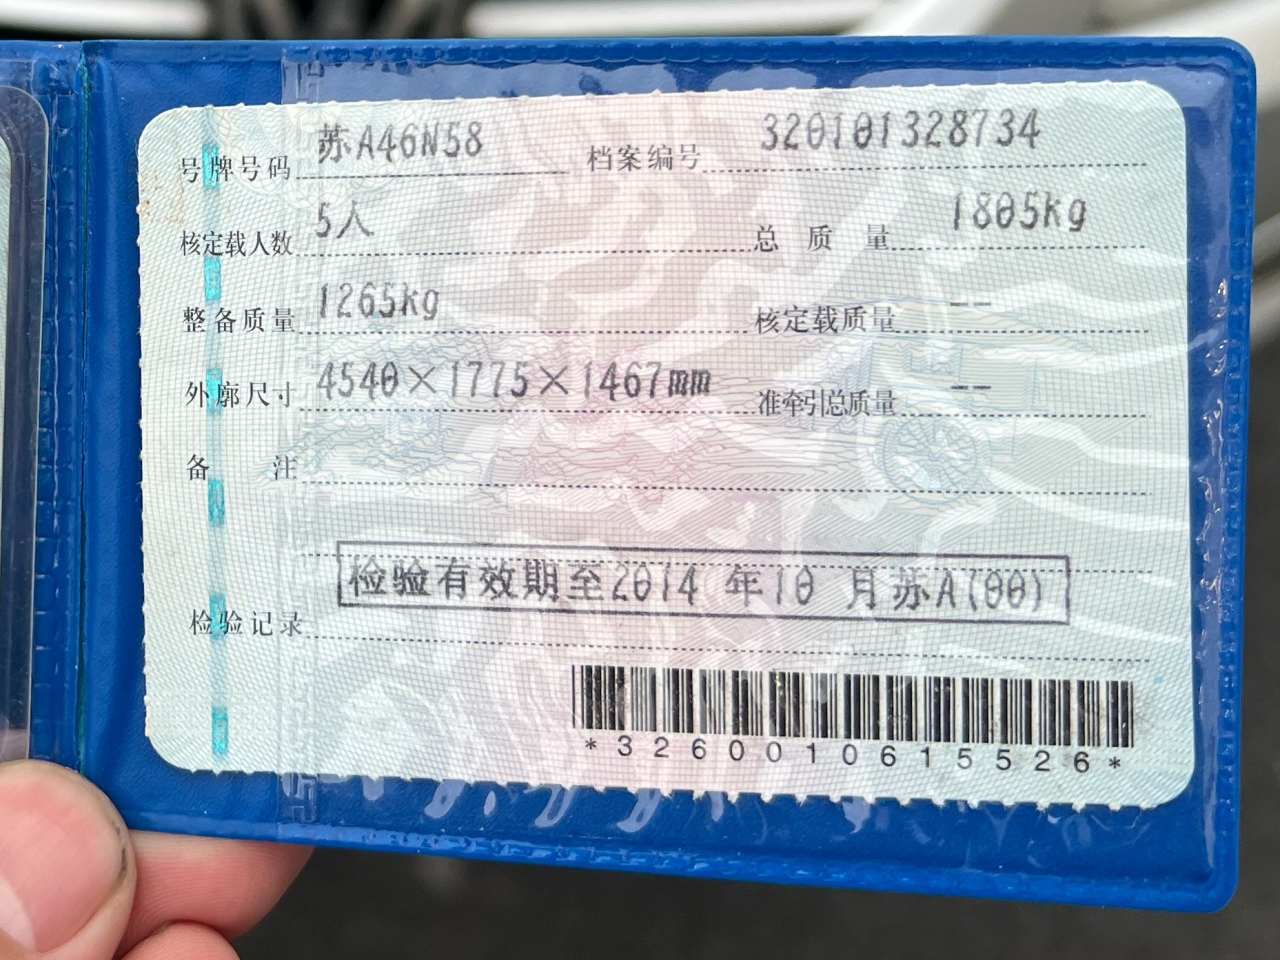 号牌号码 苏A46N58 档案编号 320101328734
核定载人数 5人 总质量 1805kg
整备质量 1265kg 核定载质量 --
外廓尺寸 4540×1775×1467mm 准牵引总质量 --
备注
检验有效期至2014 年10 月苏A(00)
检验记录
*3260010615526*